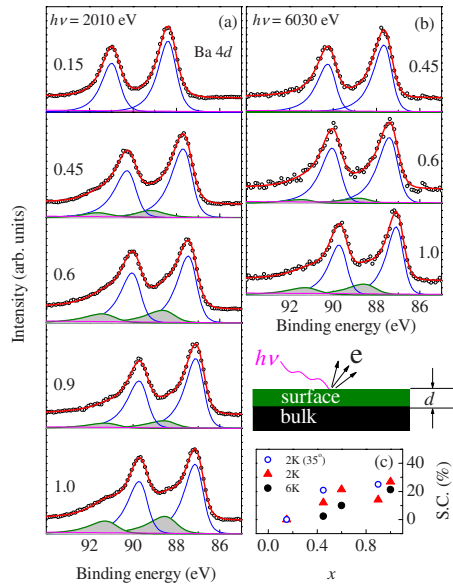 hν = 2010 eV (a)
Ba 4d
0.15
0.45
0.6
0.9
1.0
92 90 88 86
Binding energy (eV)
Intensity (arb. units)
hν = 6030 eV (b)
0.45
0.6
1.0
92 90 88 86
Binding energy (eV)
hν
e
surface
bulk
d
2K (35°) (c)
2K
6K
40
20
0
S.C. (%)
0.0 0.5 1.0
x